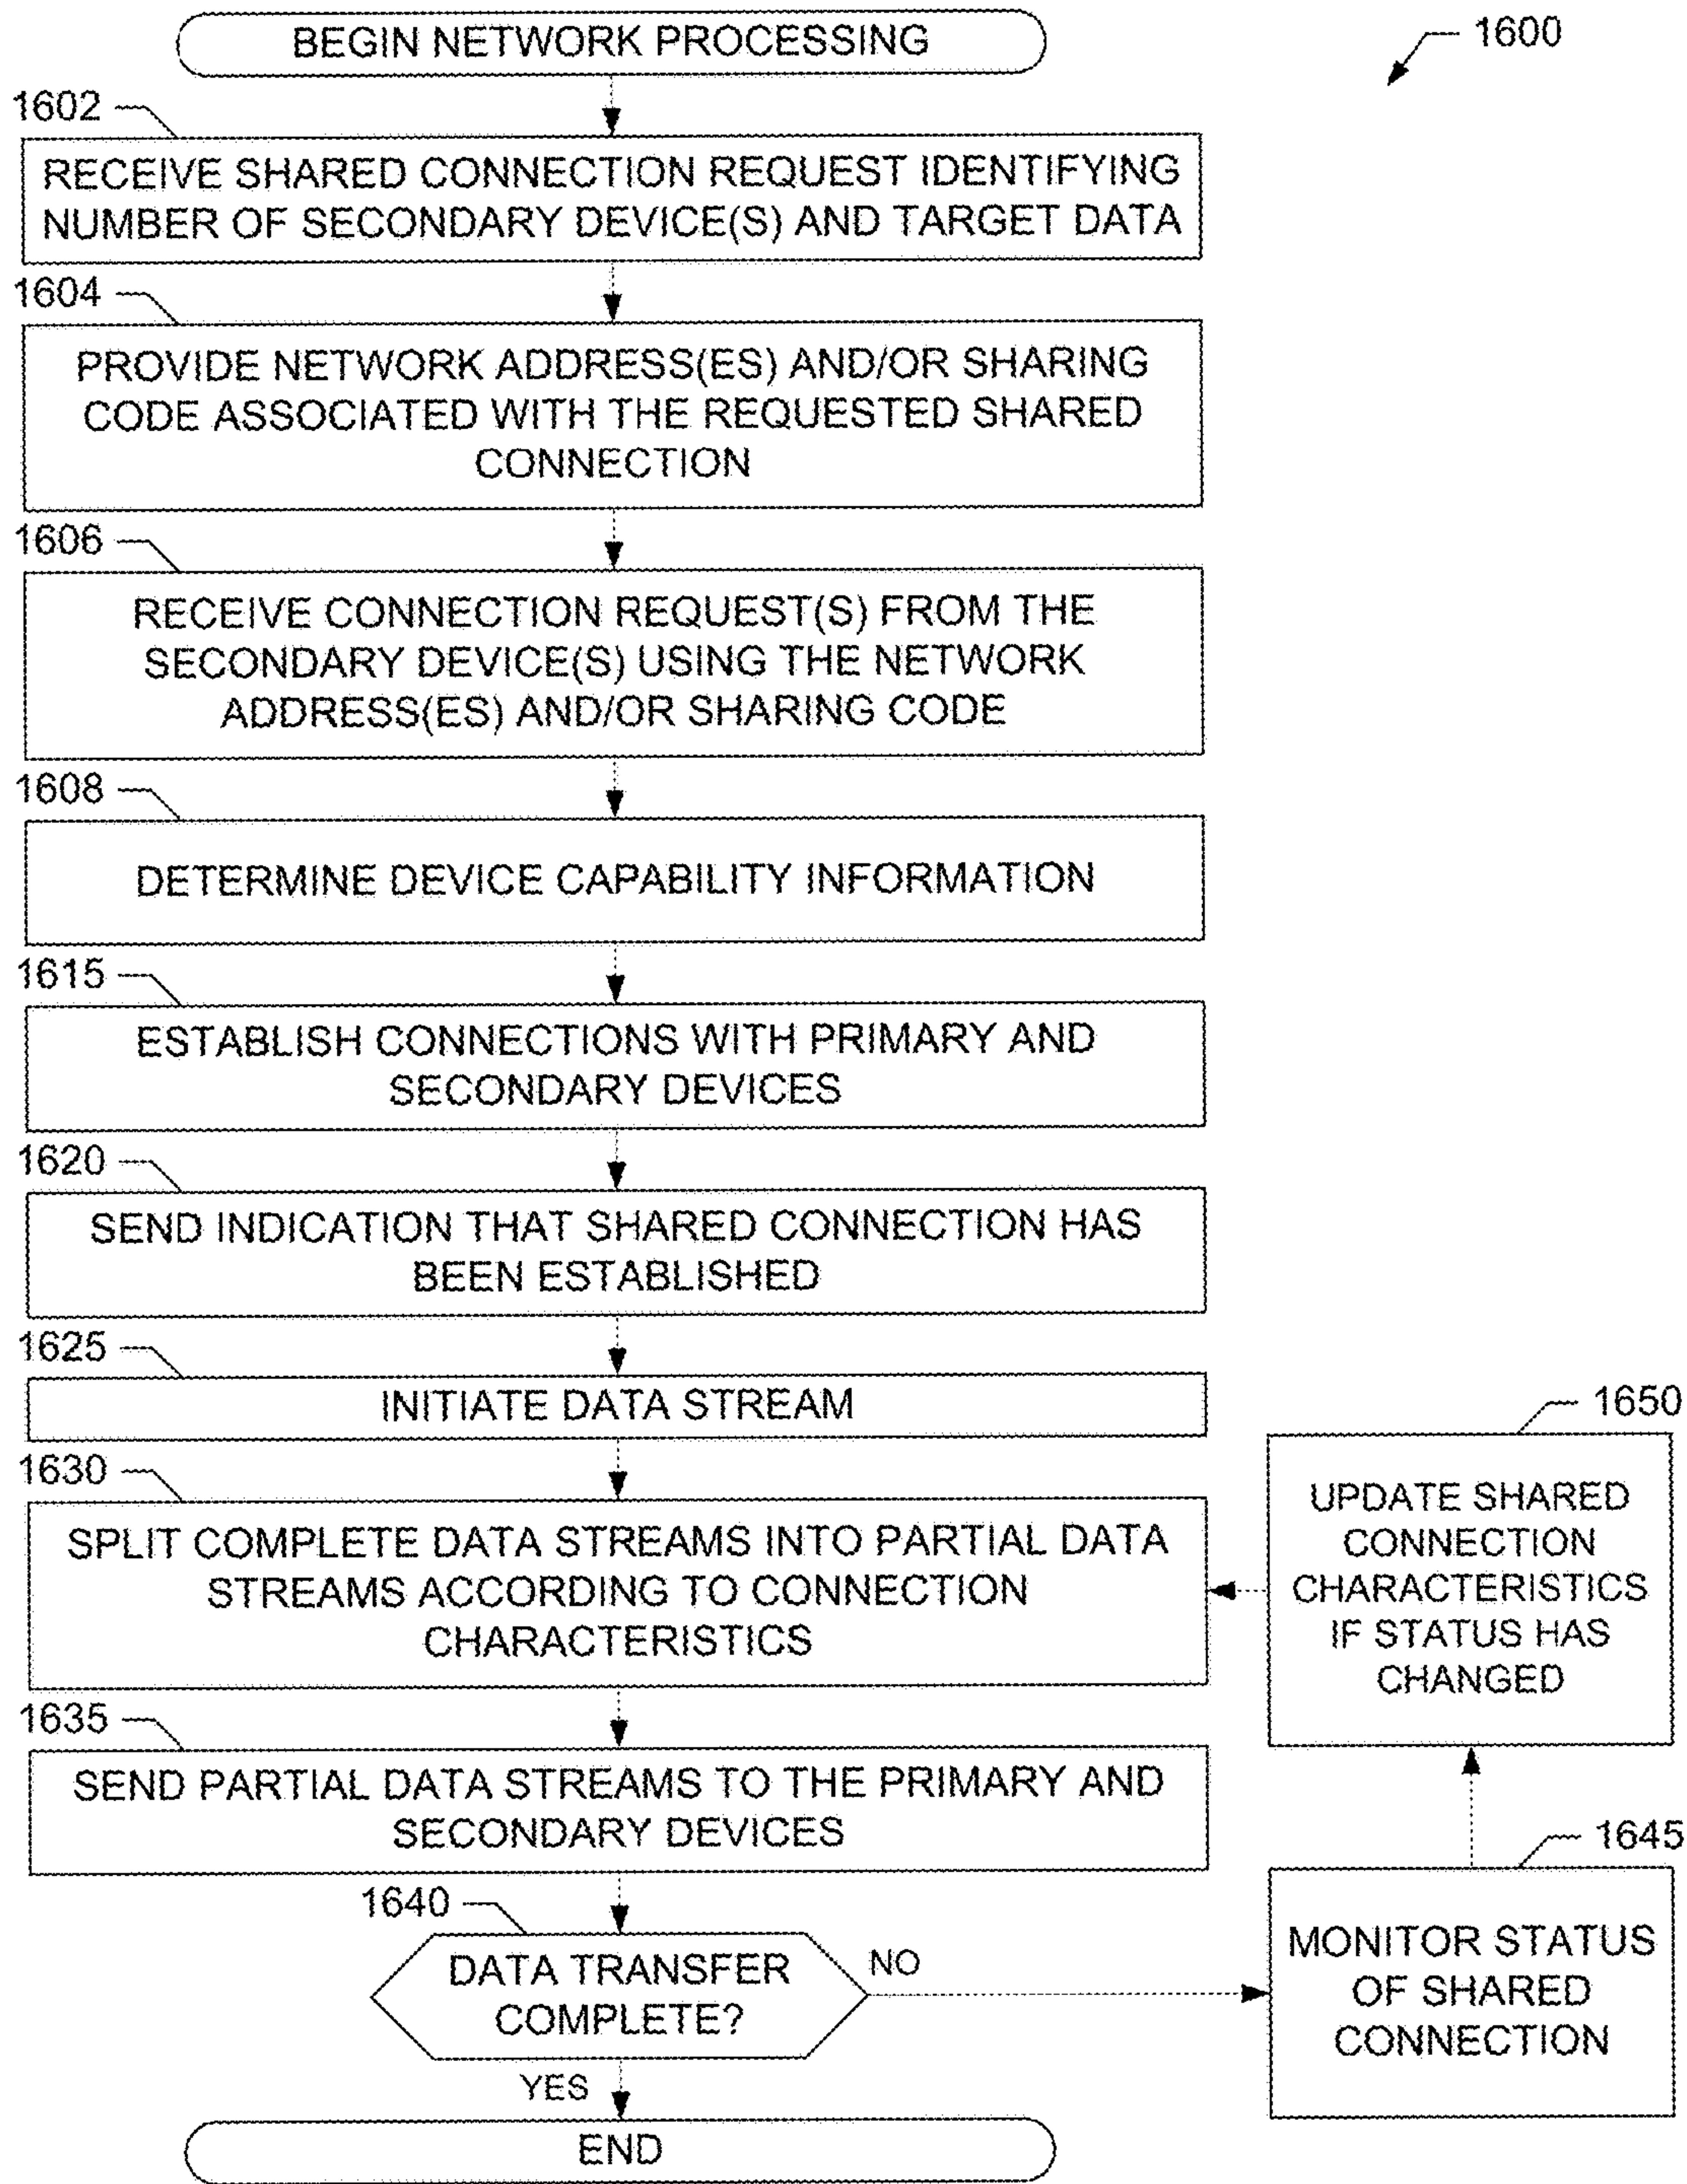 BEGIN NETWORK PROCESSING
1600
1602
RECEIVE SHARED CONNECTION REQUEST IDENTIFYING
NUMBER OF SECONDARY DEVICE(S) AND TARGET DATA
1604
PROVIDE NETWORK ADDRESS(ES) AND/OR SHARING
CODE ASSOCIATED WITH THE REQUESTED SHARED
CONNECTION
1606
RECEIVE CONNECTION REQUEST(S) FROM THE
SECONDARY DEVICE(S) USING THE NETWORK
ADDRESS(ES) AND/OR SHARING CODE
1608
DETERMINE DEVICE CAPABILITY INFORMATION
1615
ESTABLISH CONNECTIONS WITH PRIMARY AND
SECONDARY DEVICES
1620
SEND INDICATION THAT SHARED CONNECTION HAS
BEEN ESTABLISHED
1625
INITIATE DATA STREAM
1630
SPLIT COMPLETE DATA STREAMS INTO PARTIAL DATA
STREAMS ACCORDING TO CONNECTION
CHARACTERISTICS
1635
SEND PARTIAL DATA STREAMS TO THE PRIMARY AND
SECONDARY DEVICES
1640
DATA TRANSFER
COMPLETE?
NO
YES
END
1645
MONITOR STATUS
OF SHARED
CONNECTION
1650
UPDATE SHARED
CONNECTION
CHARACTERISTICS
IF STATUS HAS
CHANGED